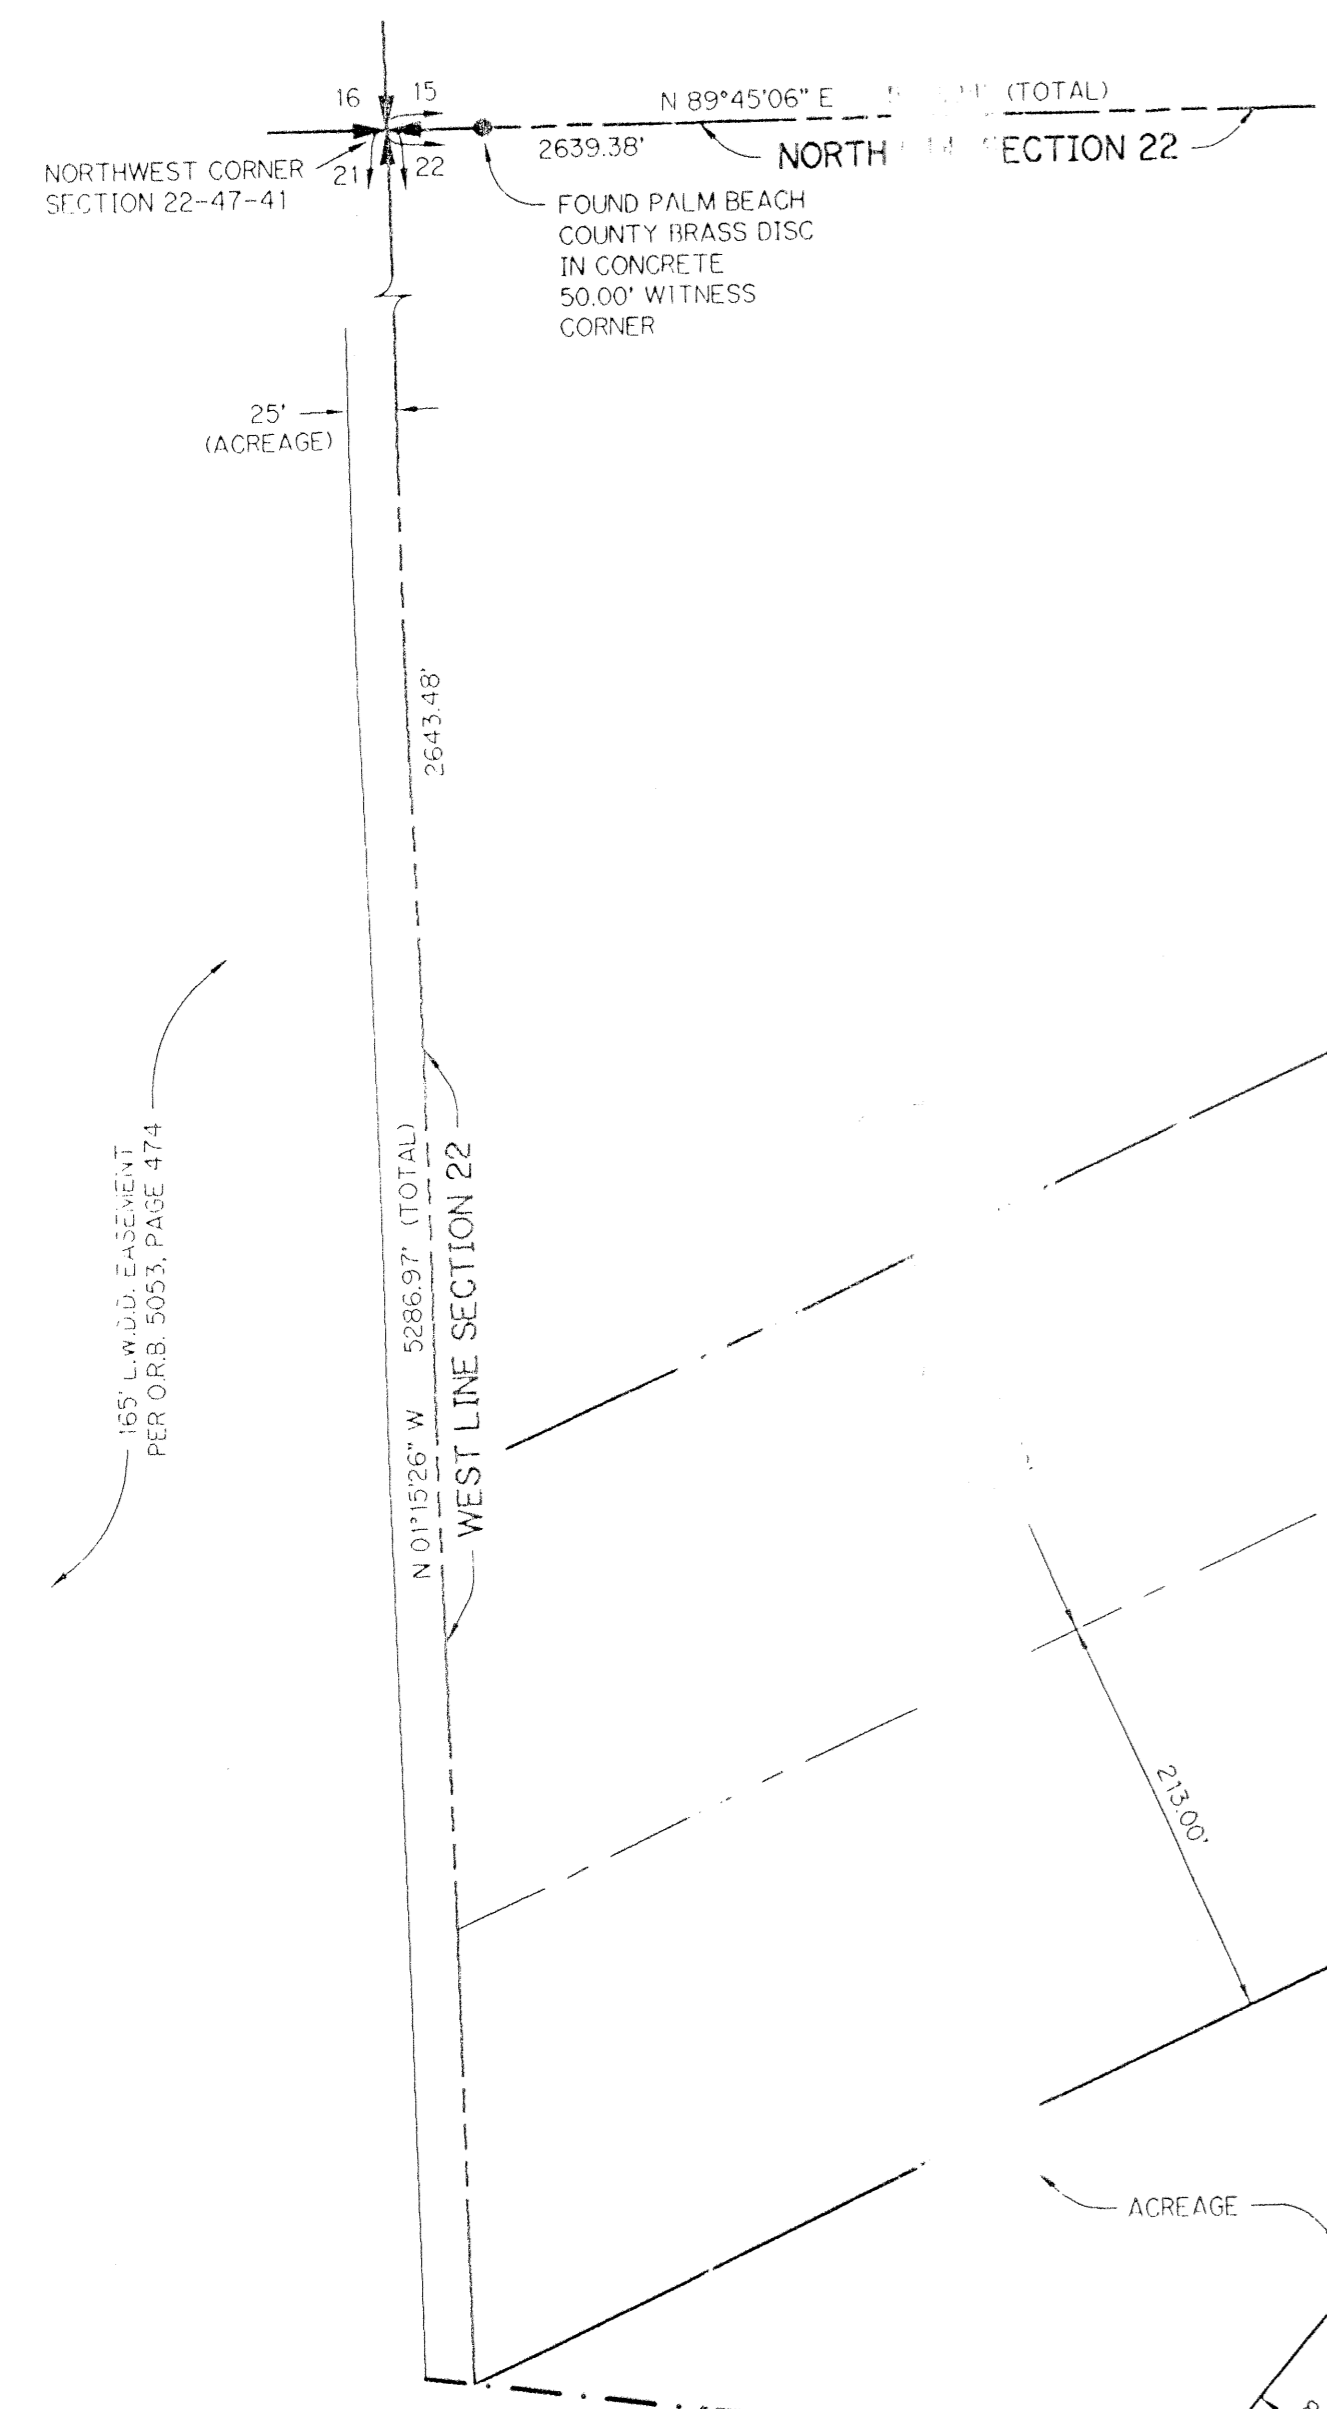 16
15
N 89°45'06" E
(TOTAL)
2639.38'
NORTH
ECTION 22
NORTHWEST CORNER
SECTION 22-47-41
21
22
FOUND PALM BEACH
COUNTY BRASS DISC
IN CONCRETE
50.00' WITNESS
CORNER
25'
(ACREAGE)
2643.48'
165' L.W.D.D. EASEMENT
PER O.R.B. 5053, PAGE 474
N 01°15'26" W 5286.97' (TOTAL)
WEST LINE SECTION 22
213.00'
ACREAGE